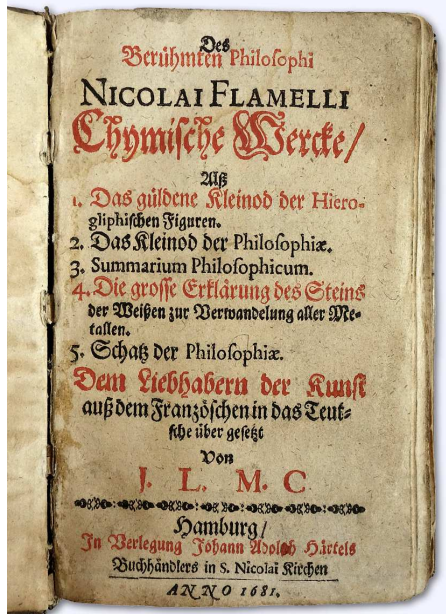 Des
Berühmten Philosophi
NICOLAI FLAMELLI
Chymische Wercke/
Alß
1. Das güldene Kleinod der Hiero-
gliphischen Figuren.
2. Das Kleinod der Philosophiæ.
3. Summarium Philosophicum.
4. Die grosse Erklärung des Steins
der Weißen zur Verwandelung aller Me-
tallen.
5. Schatz der Philosophiæ.
Dem Liebhabern der Kunst
auß dem Französchen in das Teut-
sche über gesetzt
Von
J. L. M. C
Hamburg/
In Verlegung Johann Adolph Härtels
Buchhändlers in S. Nicolai Kirchen
ANNO 1681.